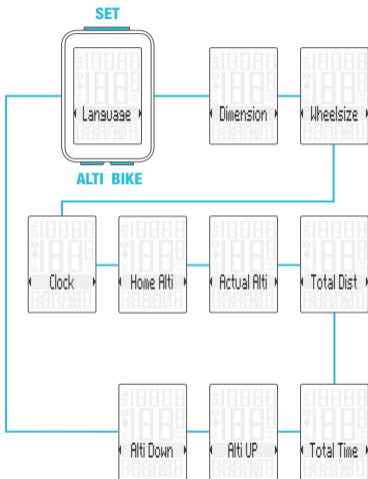 SET
Language
Dimension
Wheelsize
ALTI BIKE
Clock
Home Alti
Actual Alti
Total Dist
Alti Down
Alti UP
Total Time